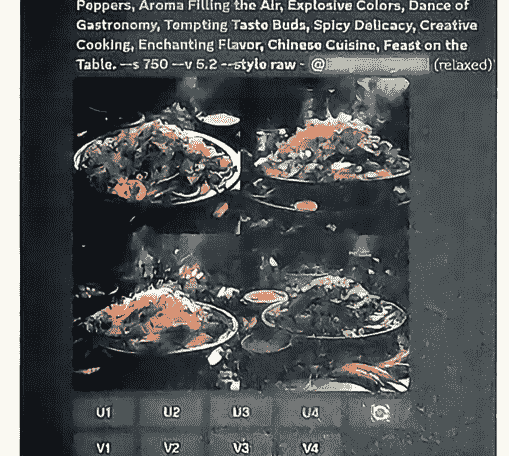 Peppers, Aroma Filling the Air, Explosive Colors, Dance of
Gastronomy, Tempting Taste Buds, Spicy Delicacy, Creative
Cooking, Enchanting Flavor, Chinese Cuisine, Feast on the
Table. --s 750 --v 5.2 --style raw - @ (relaxed)
U1 U2 U3 U4
V1 V2 V3 V4